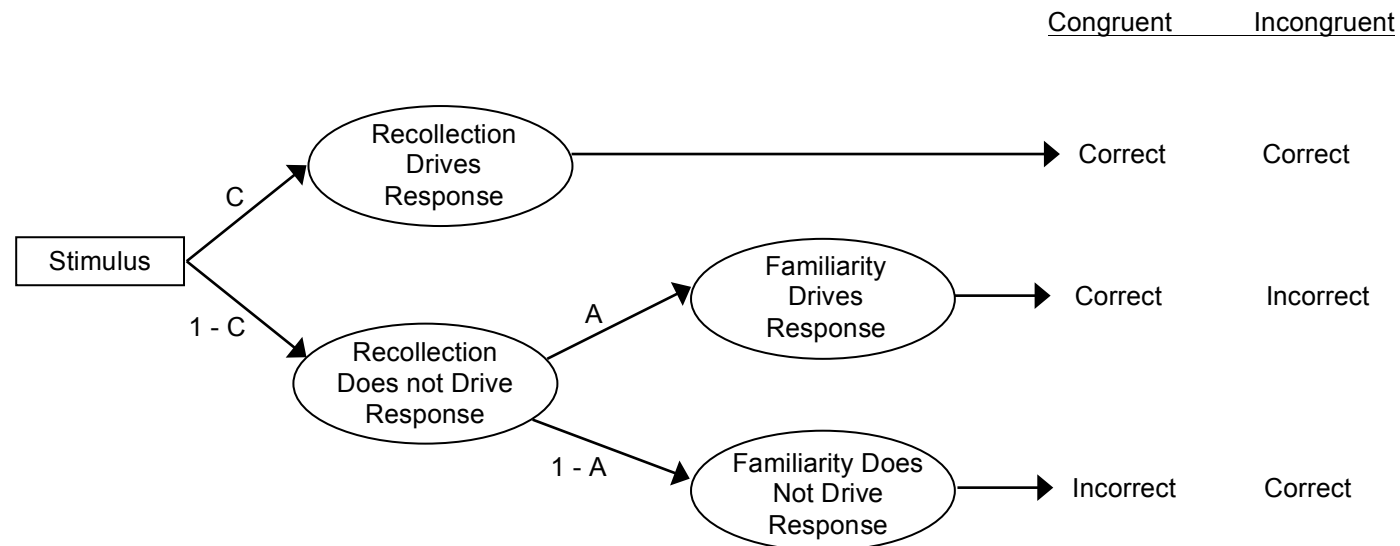 Congruent Incongruent
Recollection
Drives
Response
Correct Correct
C
Stimulus
Familiarity
Drives
Response
Correct Incorrect
A
1 - C
Recollection
Does not Drive
Response
1 - A
Familiarity Does
Not Drive
Response
Incorrect Correct